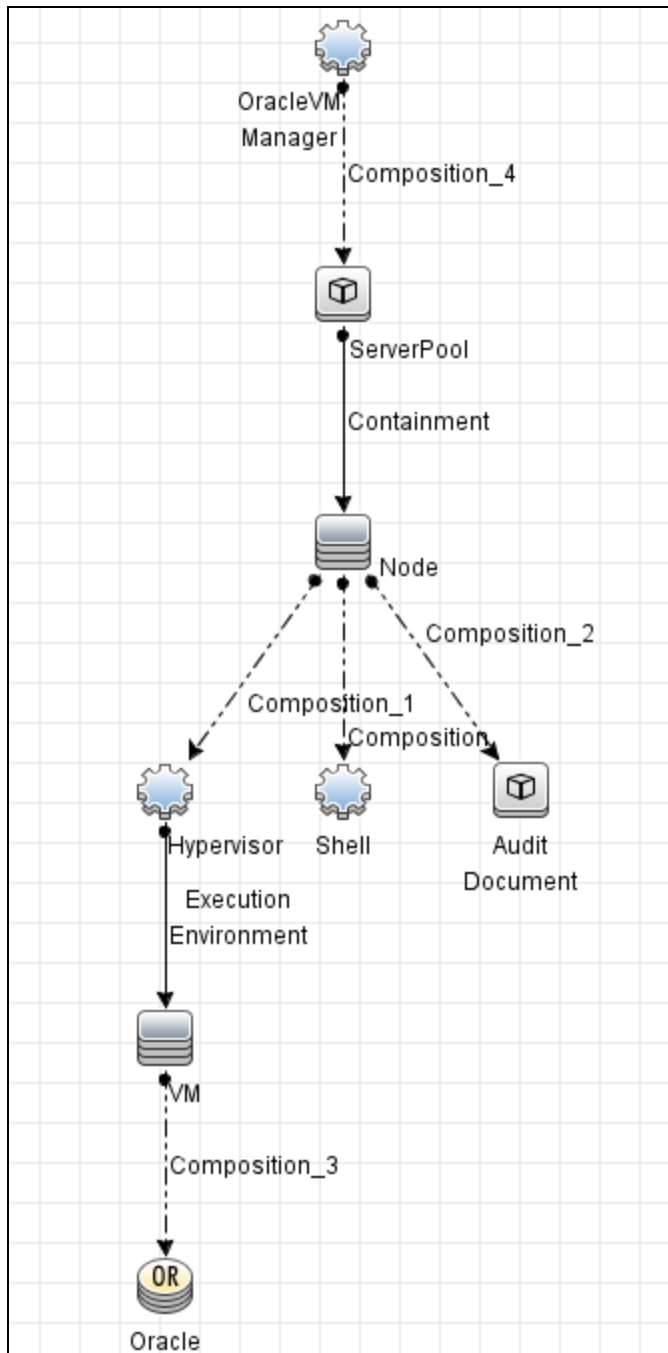 OracleVM
Manager
Composition_4
ServerPool
Containment
Node
Composition_2
Composition_1
Composition
Hypervisor
Shell
Audit
Document
Execution
Environment
VM
Composition_3
OR
Oracle